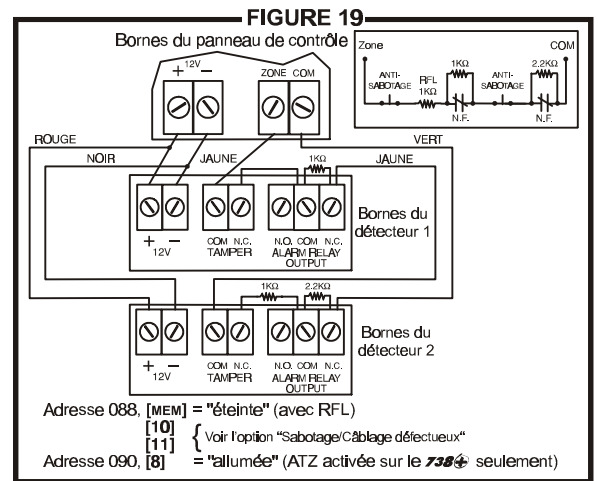 FIGURE 19
Bornes du panneau de contrôle
+ 12V −
ZONE COM
Zone
COM
1KΩ
2.2KΩ
ANTI-SABOTAGE
RFL
1KΩ
ANTI-SABOTAGE
N.F.
N.F.
ROUGE
VERT
NOIR
JAUNE
JAUNE
1KΩ
Bornes du
détecteur 1
+ − COM N.C. N.O. COM N.C.
12V TAMPER ALARM RELAY
OUTPUT
1KΩ
2.2KΩ
Bornes du
détecteur 2
+ − COM N.C. N.O. COM N.C.
12V TAMPER ALARM RELAY
OUTPUT
Adresse 088, [MEM] = "éteinte" (avec RFL)
[10]
[11] { Voir l'option "Sabotage/Câblage défectueux"
Adresse 090, [8] = "allumée" (ATZ activée sur le 738+ seulement)